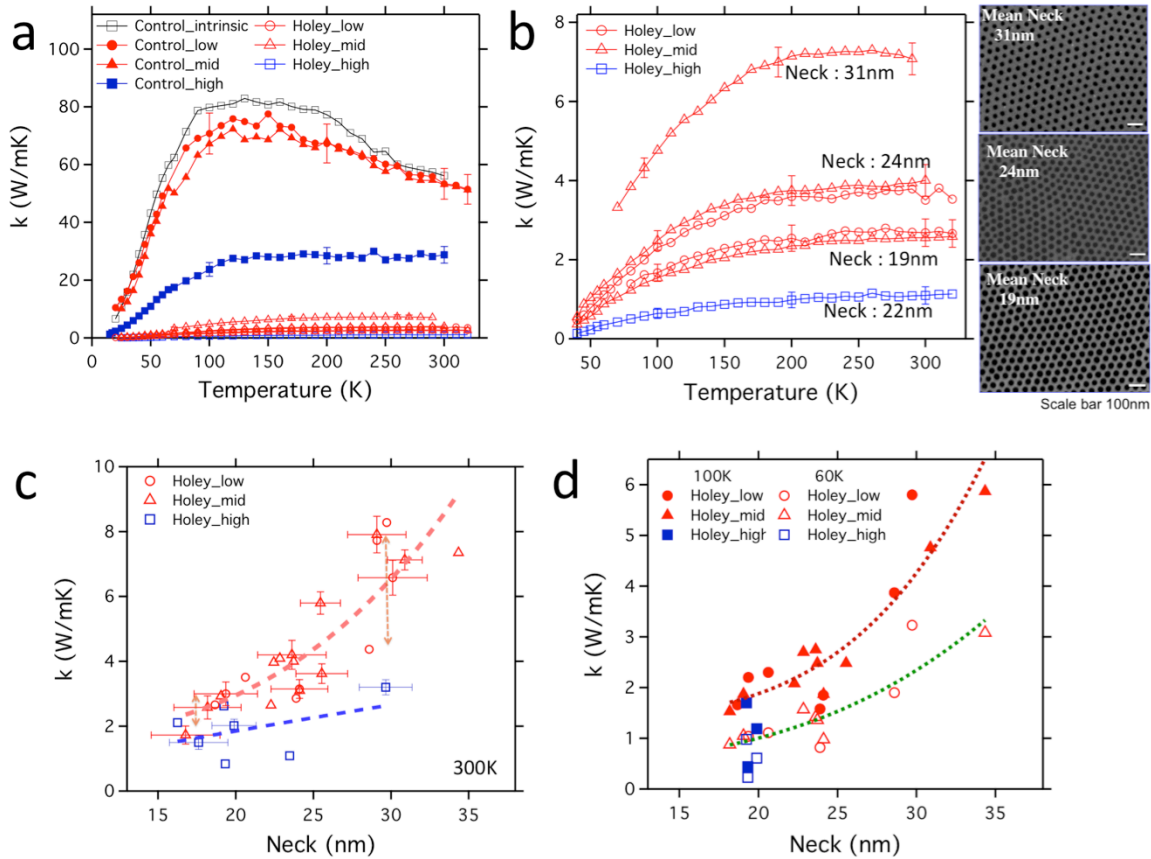 a
Control_intrinsic
Control_low
Control_mid
Control_high
Holey_low
Holey_mid
Holey_high
100
80
60
40
20
0
k (W/mK)
0 50 100 150 200 250 300
Temperature (K)
b
Holey_low
Holey_mid
Holey_high
8
6
4
2
0
k (W/mK)
Neck : 31nm
Neck : 24nm
Neck : 19nm
Neck : 22nm
50 100 150 200 250 300
Temperature (K)
Mean Neck
31nm
Mean Neck
24nm
Mean Neck
19nm
Scale bar 100nm
c
Holey_low
Holey_mid
Holey_high
10
8
6
4
2
0
k (W/mK)
300K
15 20 25 30 35
Neck (nm)
d
100K 60K
Holey_low Holey_low
Holey_mid Holey_mid
Holey_high Holey_high
6
5
4
3
2
1
0
k (W/mK)
15 20 25 30 35 40
Neck (nm)